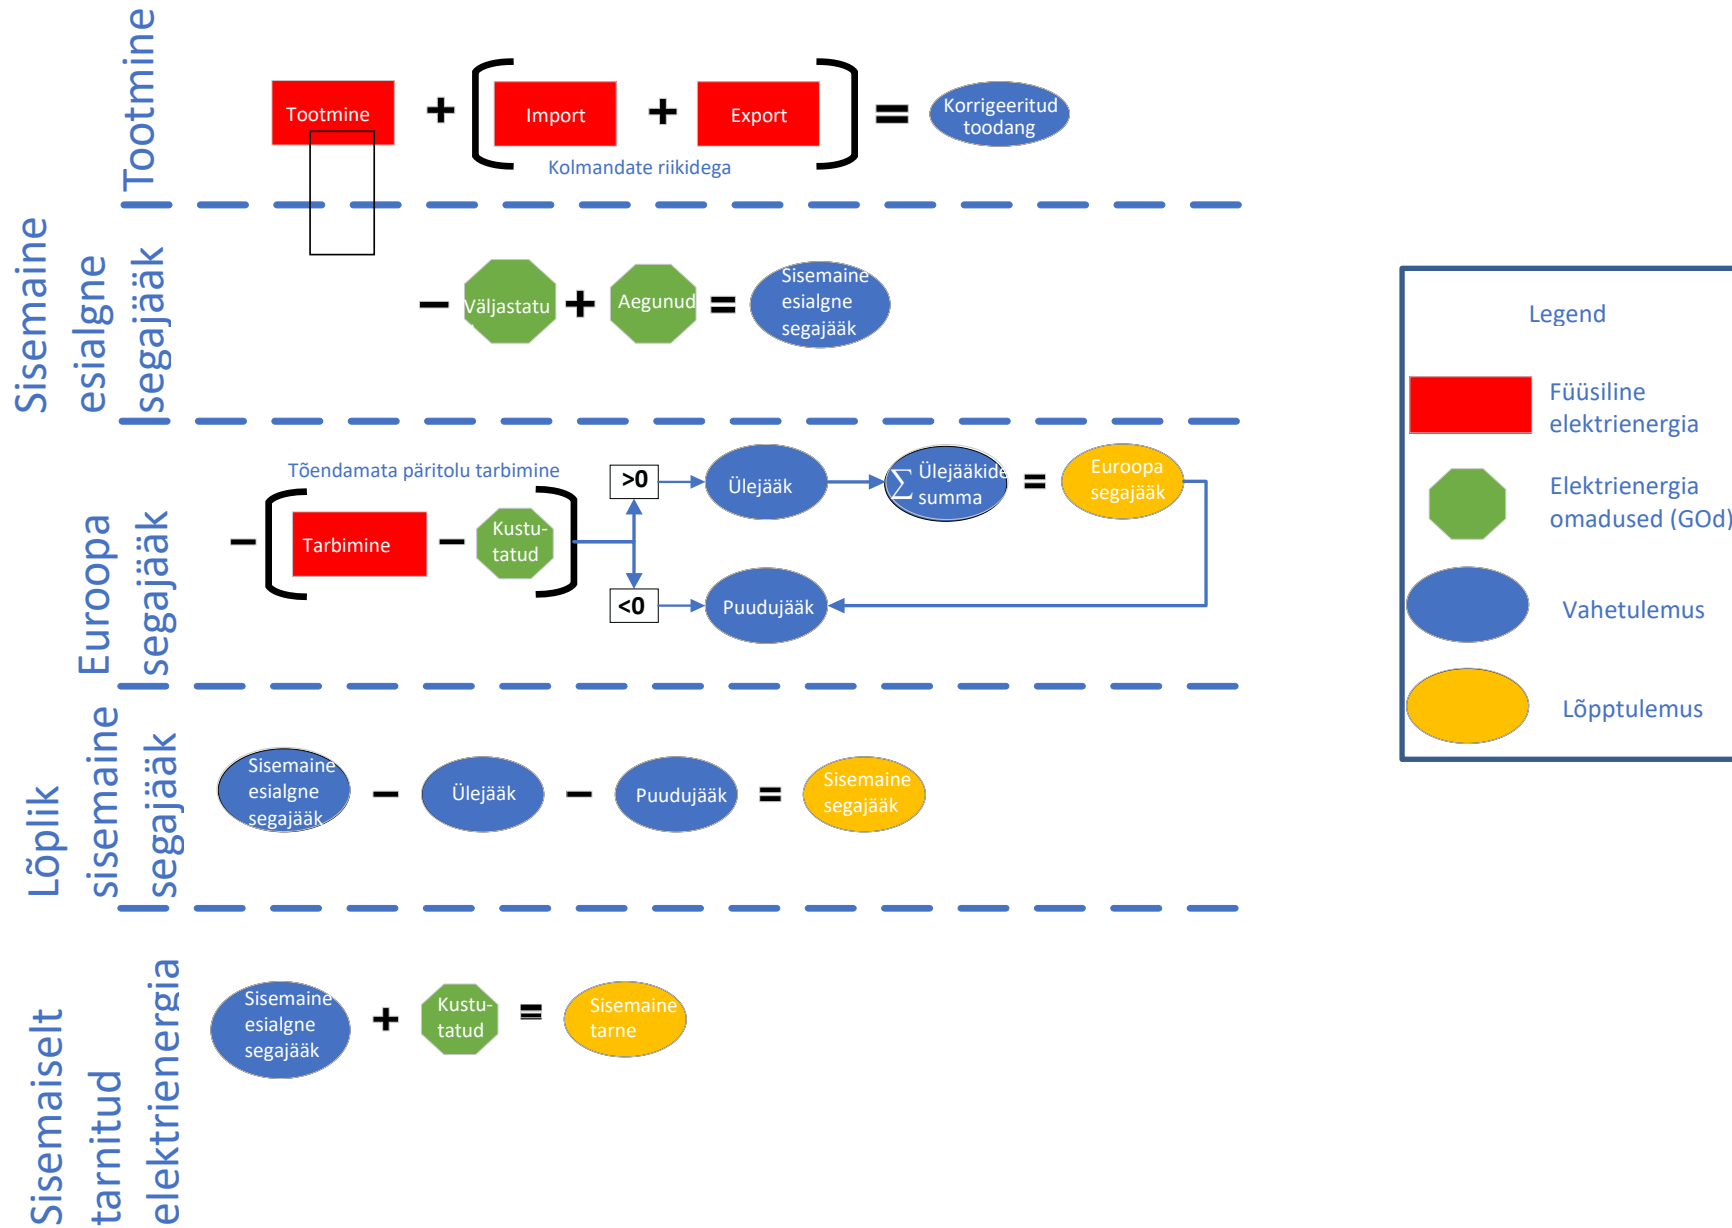 Tootmine
Tootmine
+
Import
+
Export
=
Korrigeeritud
toodang
Kolmandate riikidega
Sisemaine
esialgne
segajääk
–
Väljastatu
+
Aegunud
=
Sisemaine
esialgne
segajääk
Euroopa
segajääk
Tõendamata päritolu tarbimine
–
Tarbimine
–
Kustu-
tatud
>0
Ülejääk
∑ Ülejääkide
summa
=
Euroopa
segajääk
<0
Puudujääk
Lõplik
sisemaine
segajääk
Sisemaine
esialgne
segajääk
–
Ülejääk
–
Puudujääk
=
Sisemaine
segajääk
Sisemaiselt
tarnitud
elektrienergia
Sisemaine
esialgne
segajääk
+
Kustu-
tatud
=
Sisemaine
tarne
Legend
Füüsiline
elektrienergia
Elektrienergia
omadused (GOd)
Vahetulemus
Lõpptulemus